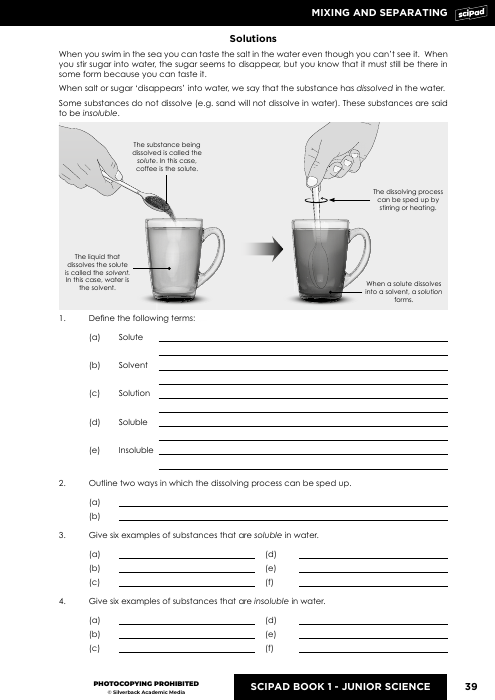 MIXING AND SEPARATING
scipad
Solutions
When you swim in the sea you can taste the salt in the water even though you can't see it. When
you stir sugar into water, the sugar seems to disappear, but you know that it must still be there in
some form because you can taste it.
When salt or sugar 'disappears' into water, we say that the substance has dissolved in the water.
Some substances do not dissolve (e.g. sand will not dissolve in water). These substances are said
to be insoluble.
The substance being
dissolved is called the
solute. In this case,
coffee is the solute.
The dissolving process
can be sped up by
stirring or heating.
The liquid that
dissolves the solute
is called the solvent.
In this case, water is
the solvent.
When a solute dissolves
into a solvent, a solution
forms.
1. Define the following terms:
(a) Solute
(b) Solvent
(c) Solution
(d) Soluble
(e) Insoluble
2. Outline two ways in which the dissolving process can be sped up.
(a)
(b)
3. Give six examples of substances that are soluble in water.
(a) (d)
(b) (e)
(c) (f)
4. Give six examples of substances that are insoluble in water.
(a) (d)
(b) (e)
(c) (f)
PHOTOCOPYING PROHIBITED
© Silverback Academic Media
SCIPAD BOOK 1 - JUNIOR SCIENCE
39